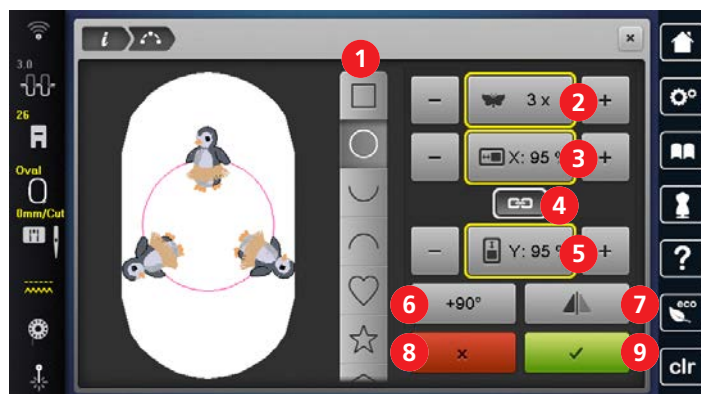 i
1
3.0
26
Oval
0mm/Cut
- 3 x 2 +
- X: 95 % 3 +
4
- Y: 95 % 5 +
6 +90° 7
8 × ✓ 9
×
?
eco
clr